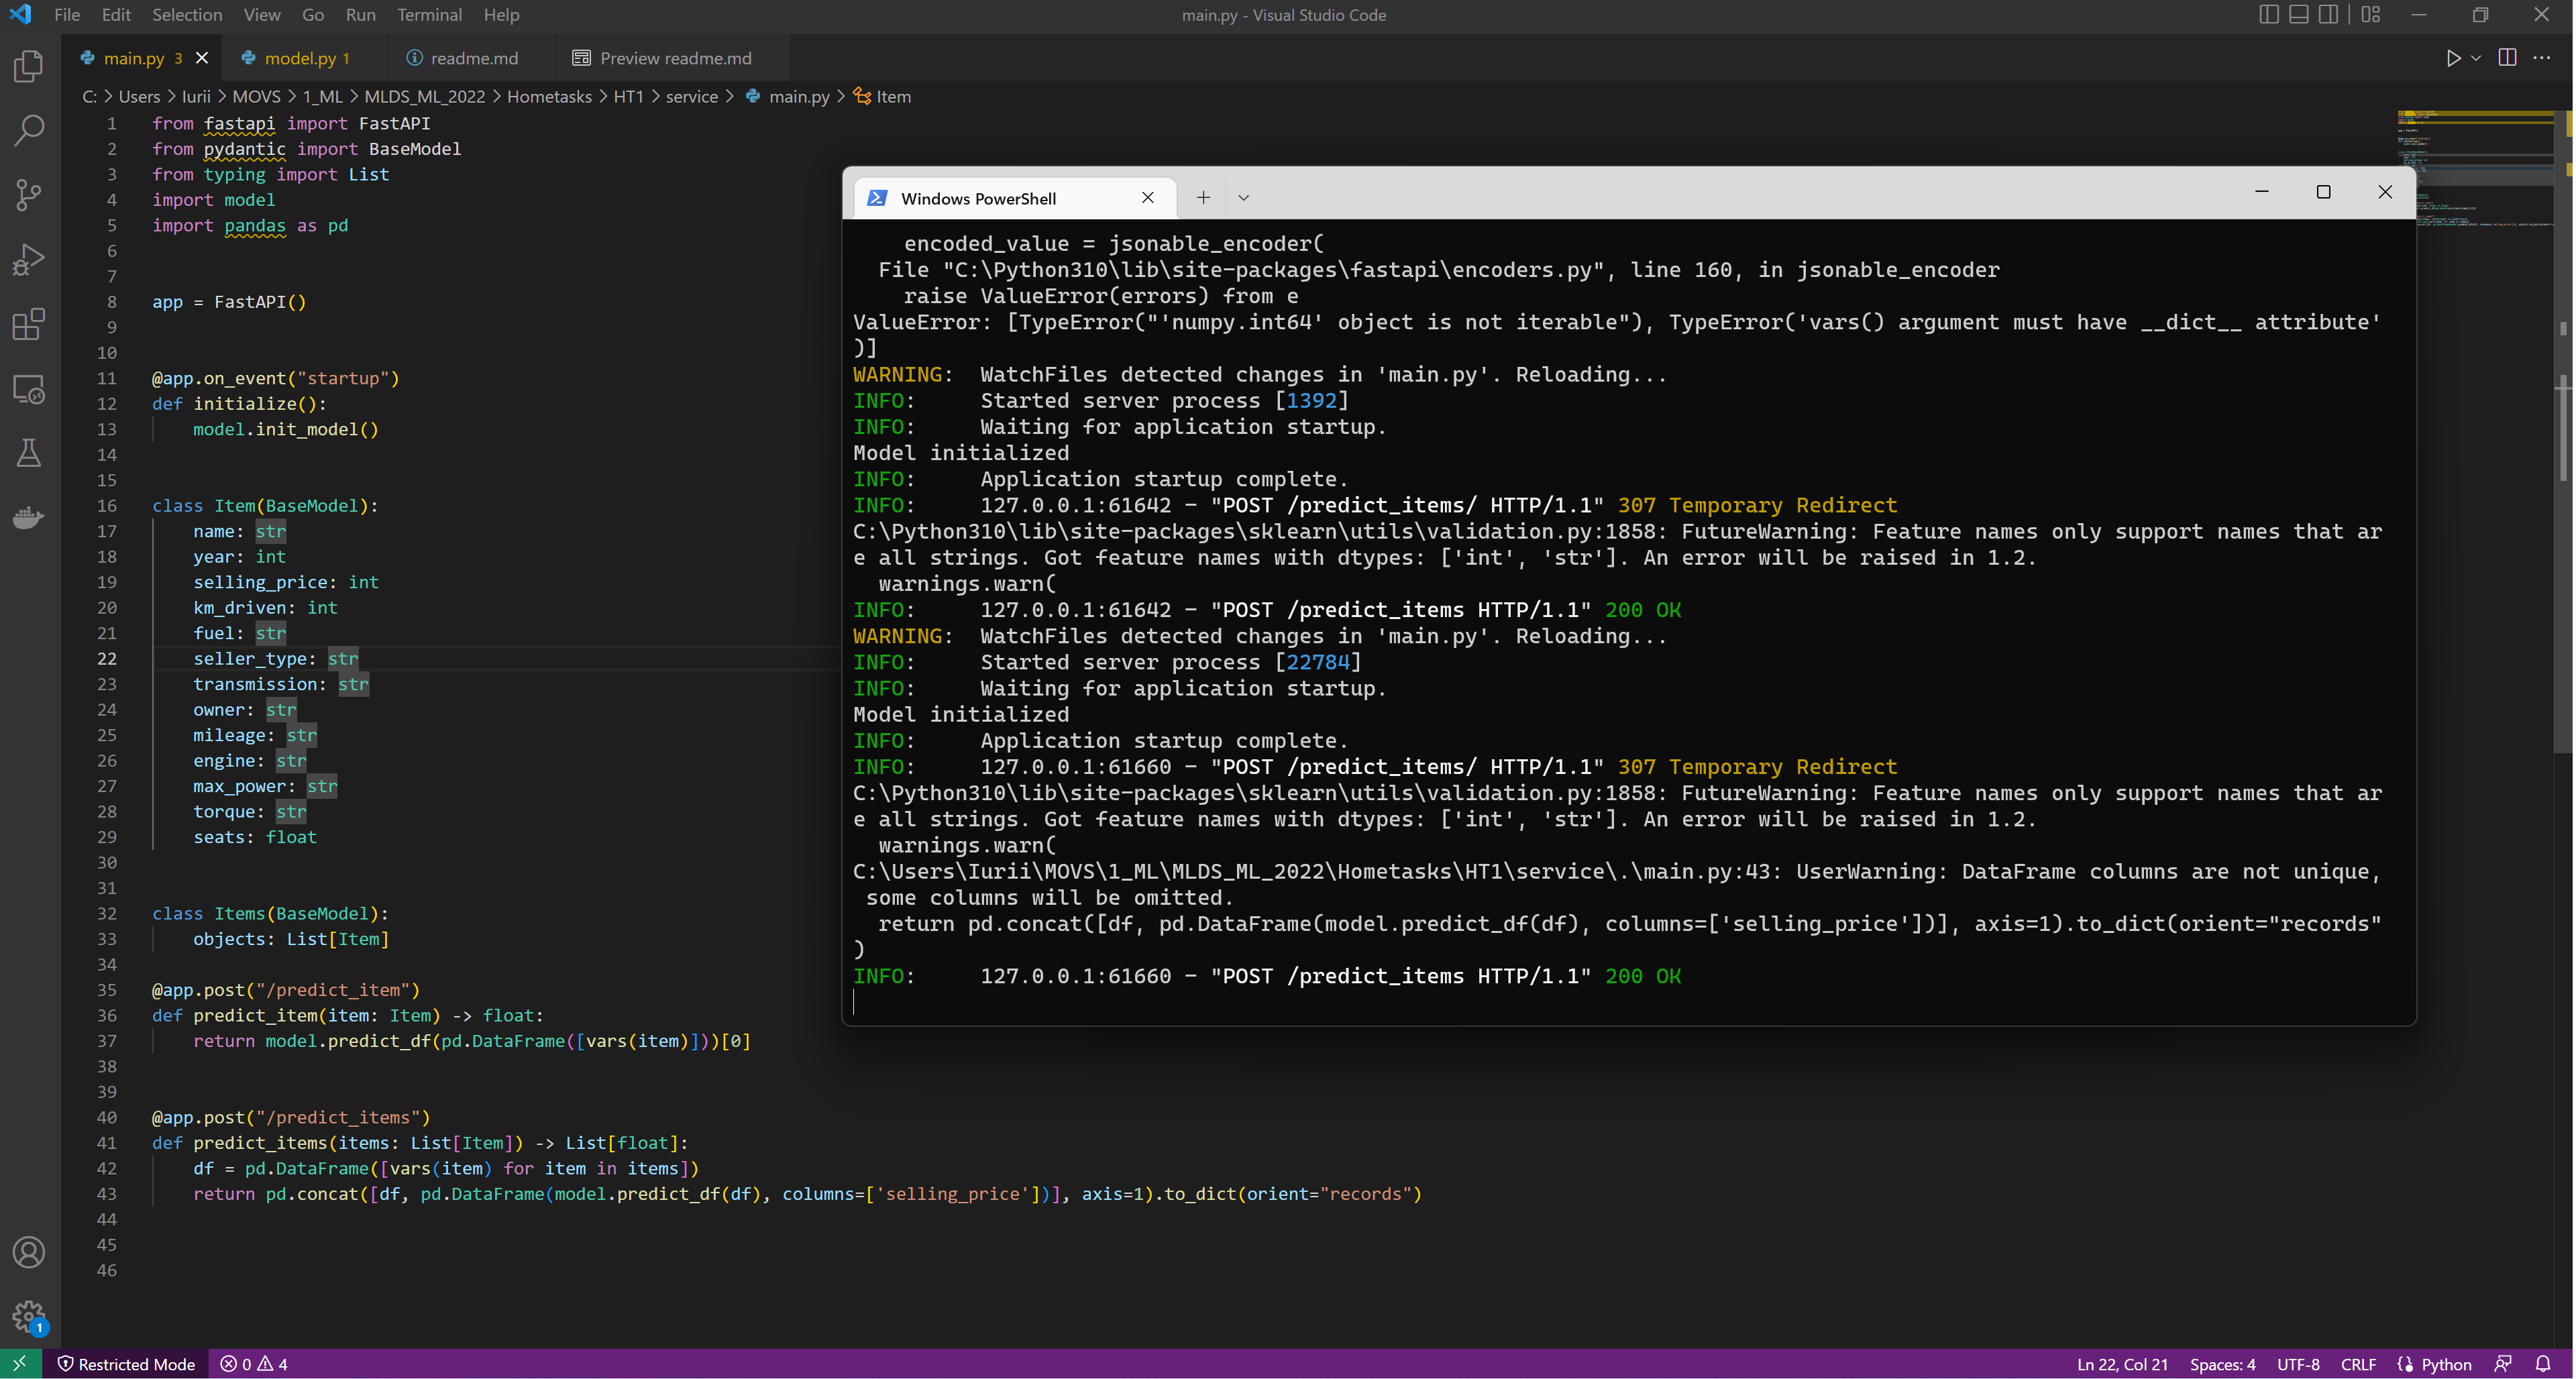 File Edit Selection View Go Run Terminal Help
main.py - Visual Studio Code
main.py 3
model.py 1
readme.md
Preview readme.md
C: > Users > Iurii > MOVS > 1_ML > MLDS_ML_2022 > Hometasks > HT1 > service > main.py > Item
1 from fastapi import FastAPI
2 from pydantic import BaseModel
3 from typing import List
4 import model
5 import pandas as pd
6
7
8 app = FastAPI()
9
10
11 @app.on_event("startup")
12 def initialize():
13     model.init_model()
14
15
16 class Item(BaseModel):
17     name: str
18     year: int
19     selling_price: int
20     km_driven: int
21     fuel: str
22     seller_type: str
23     transmission: str
24     owner: str
25     mileage: str
26     engine: str
27     max_power: str
28     torque: str
29     seats: float
30
31
32 class Items(BaseModel):
33     objects: List[Item]
34
35 @app.post("/predict_item")
36 def predict_item(item: Item) -> float:
37     return model.predict_df(pd.DataFrame([vars(item)]))[0]
38
39
40 @app.post("/predict_items")
41 def predict_items(items: List[Item]) -> List[float]:
42     df = pd.DataFrame([vars(item) for item in items])
43     return pd.concat([df, pd.DataFrame(model.predict_df(df), columns=['selling_price'])], axis=1).to_dict(orient="records")
44
45
46
Windows PowerShell
    encoded_value = jsonable_encoder(
  File "C:\Python310\lib\site-packages\fastapi\encoders.py", line 160, in jsonable_encoder
    raise ValueError(errors) from e
ValueError: [TypeError("'numpy.int64' object is not iterable"), TypeError('vars() argument must have __dict__ attribute'
)]
WARNING:  WatchFiles detected changes in 'main.py'. Reloading...
INFO:     Started server process [1392]
INFO:     Waiting for application startup.
Model initialized
INFO:     Application startup complete.
INFO:     127.0.0.1:61642 - "POST /predict_items/ HTTP/1.1" 307 Temporary Redirect
C:\Python310\lib\site-packages\sklearn\utils\validation.py:1858: FutureWarning: Feature names only support names that ar
e all strings. Got feature names with dtypes: ['int', 'str']. An error will be raised in 1.2.
  warnings.warn(
INFO:     127.0.0.1:61642 - "POST /predict_items HTTP/1.1" 200 OK
WARNING:  WatchFiles detected changes in 'main.py'. Reloading...
INFO:     Started server process [22784]
INFO:     Waiting for application startup.
Model initialized
INFO:     Application startup complete.
INFO:     127.0.0.1:61660 - "POST /predict_items/ HTTP/1.1" 307 Temporary Redirect
C:\Python310\lib\site-packages\sklearn\utils\validation.py:1858: FutureWarning: Feature names only support names that ar
e all strings. Got feature names with dtypes: ['int', 'str']. An error will be raised in 1.2.
  warnings.warn(
C:\Users\Iurii\MOVS\1_ML\MLDS_ML_2022\Hometasks\HT1\service\.\main.py:43: UserWarning: DataFrame columns are not unique,
 some columns will be omitted.
  return pd.concat([df, pd.DataFrame(model.predict_df(df), columns=['selling_price'])], axis=1).to_dict(orient="records"
)
INFO:     127.0.0.1:61660 - "POST /predict_items HTTP/1.1" 200 OK
1
Restricted Mode 0 4
Ln 22, Col 21 Spaces: 4 UTF-8 CRLF Python